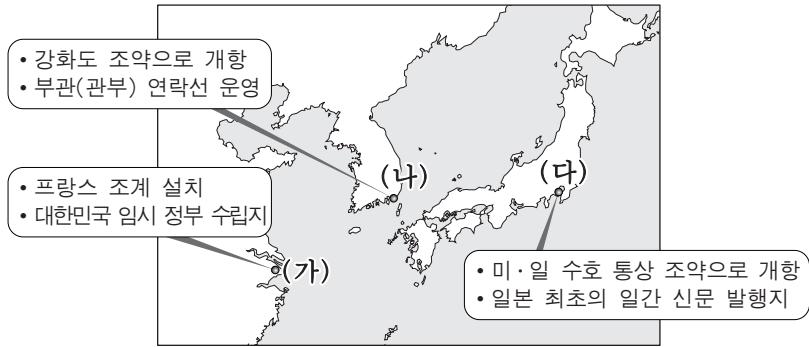 • 강화도 조약으로 개항
• 부관(관부) 연락선 운영
• 프랑스 조계 설치
• 대한민국 임시 정부 수립지
(나)
(다)
(가)
• 미·일 수호 통상 조약으로 개항
• 일본 최초의 일간 신문 발행지